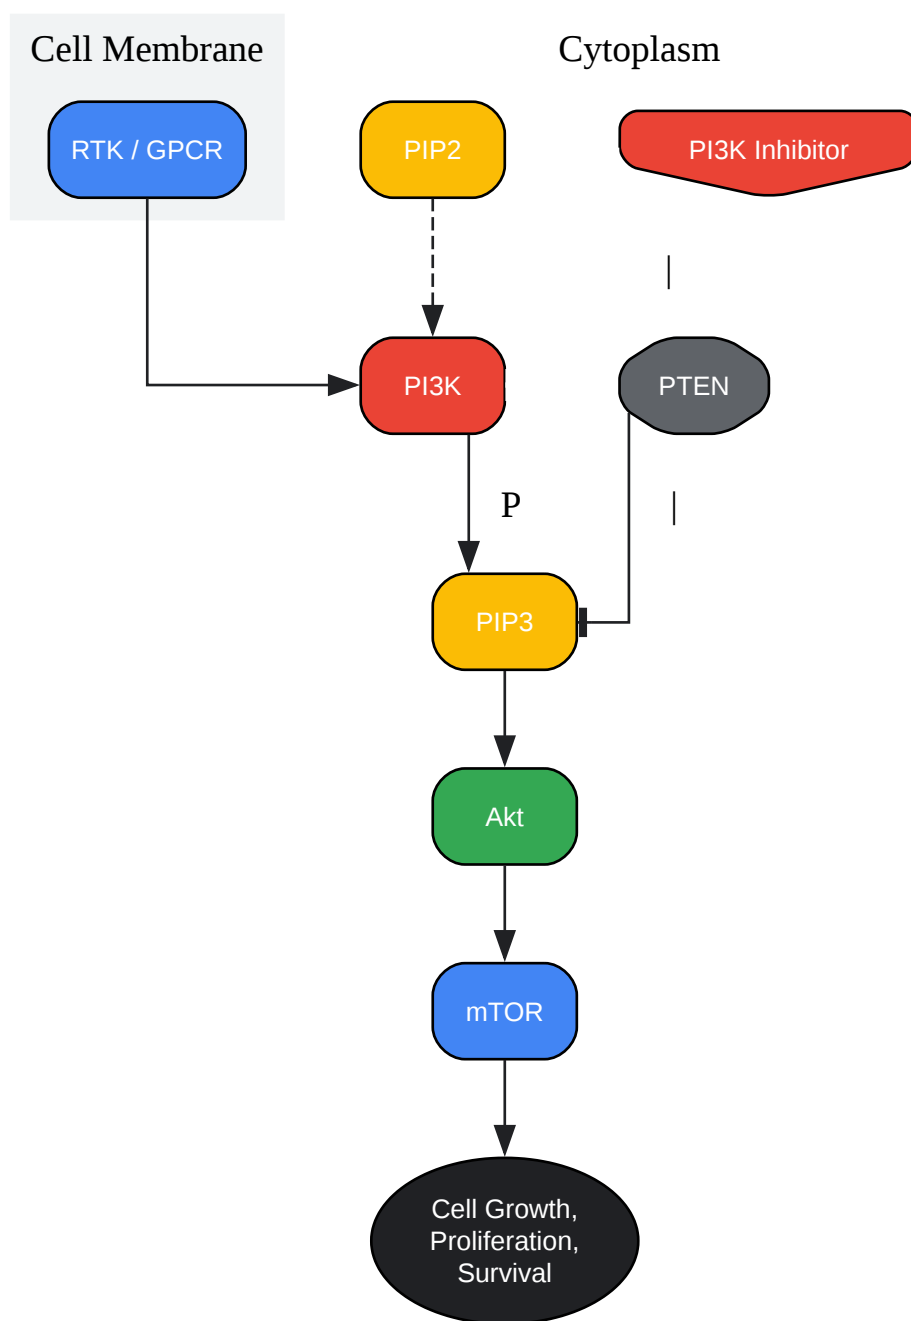 Cell Membrane
Cytoplasm
RTK / GPCR
PIP2
PI3K Inhibitor
|
PI3K
PTEN
P
|
PIP3
Akt
mTOR
Cell Growth,
Proliferation,
Survival